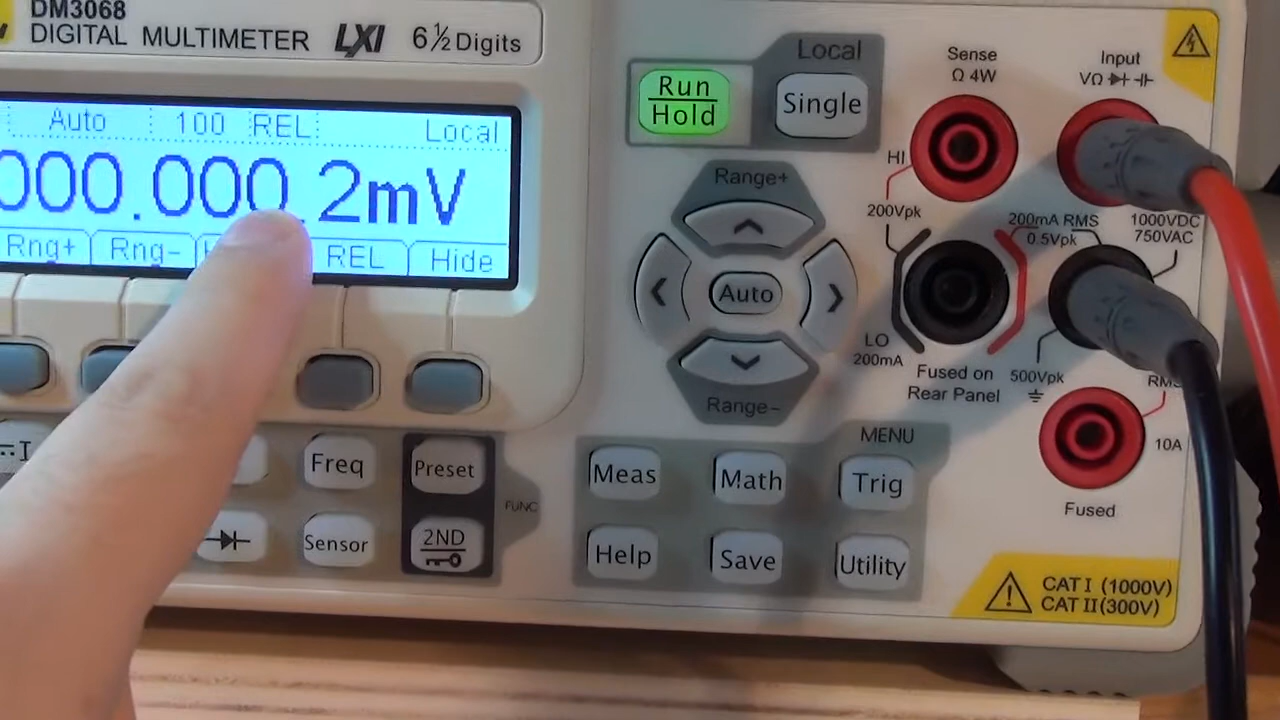 DM3068
DIGITAL MULTIMETER LXI 6½ Digits
Auto 100 REL Local
000.000.2mV
Rng+ Rng- REL Hide
Run
Hold
Local
Single
Range+
Auto
Range-
Sense
Ω 4W
Input
VΩ
HI
200Vpk
200mA RMS
0.5Vpk
1000VDC
750VAC
LO
200mA
Fused on
Rear Panel
500Vpk
RMS
10A
Fused
Freq
Preset
Sensor
2ND
FUNC
MENU
Meas Math Trig
Help Save Utility
CAT I (1000V)
CAT II (300V)